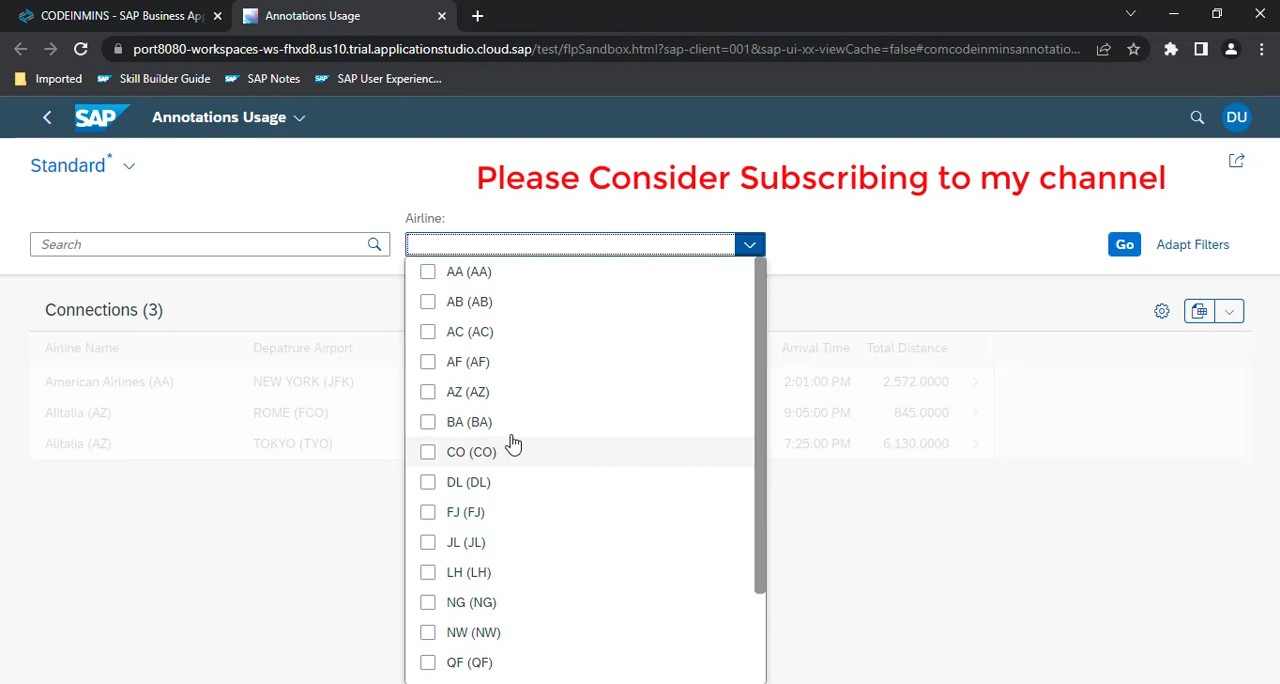 CODEINMINS - SAP Business Ap
Annotations Usage
port8080-workspaces-ws-fhxd8.us10.trial.applicationstudio.cloud.sap/test/flpSandbox.html?sap-client=001&sap-ui-xx-viewCache=false#comcodeinminsannotatio...
Imported
SAP Skill Builder Guide
SAP SAP Notes
SAP SAP User Experienc...
SAP Annotations Usage
DU
Standard*
Please Consider Subscribing to my channel
Airline:
Search
Go
Adapt Filters
AA (AA)
AB (AB)
AC (AC)
AF (AF)
AZ (AZ)
BA (BA)
CO (CO)
DL (DL)
FJ (FJ)
JL (JL)
LH (LH)
NG (NG)
NW (NW)
QF (QF)
Connections (3)
Airline Name Depatrure Airport Arrival Time Total Distance
American Airlines (AA) NEW YORK (JFK) 2:01:00 PM 2,572.0000
Alitalia (AZ) ROME (FCO) 9:05:00 PM 845.0000
Alitalia (AZ) TOKYO (TYO) 7:25:00 PM 6,130.0000